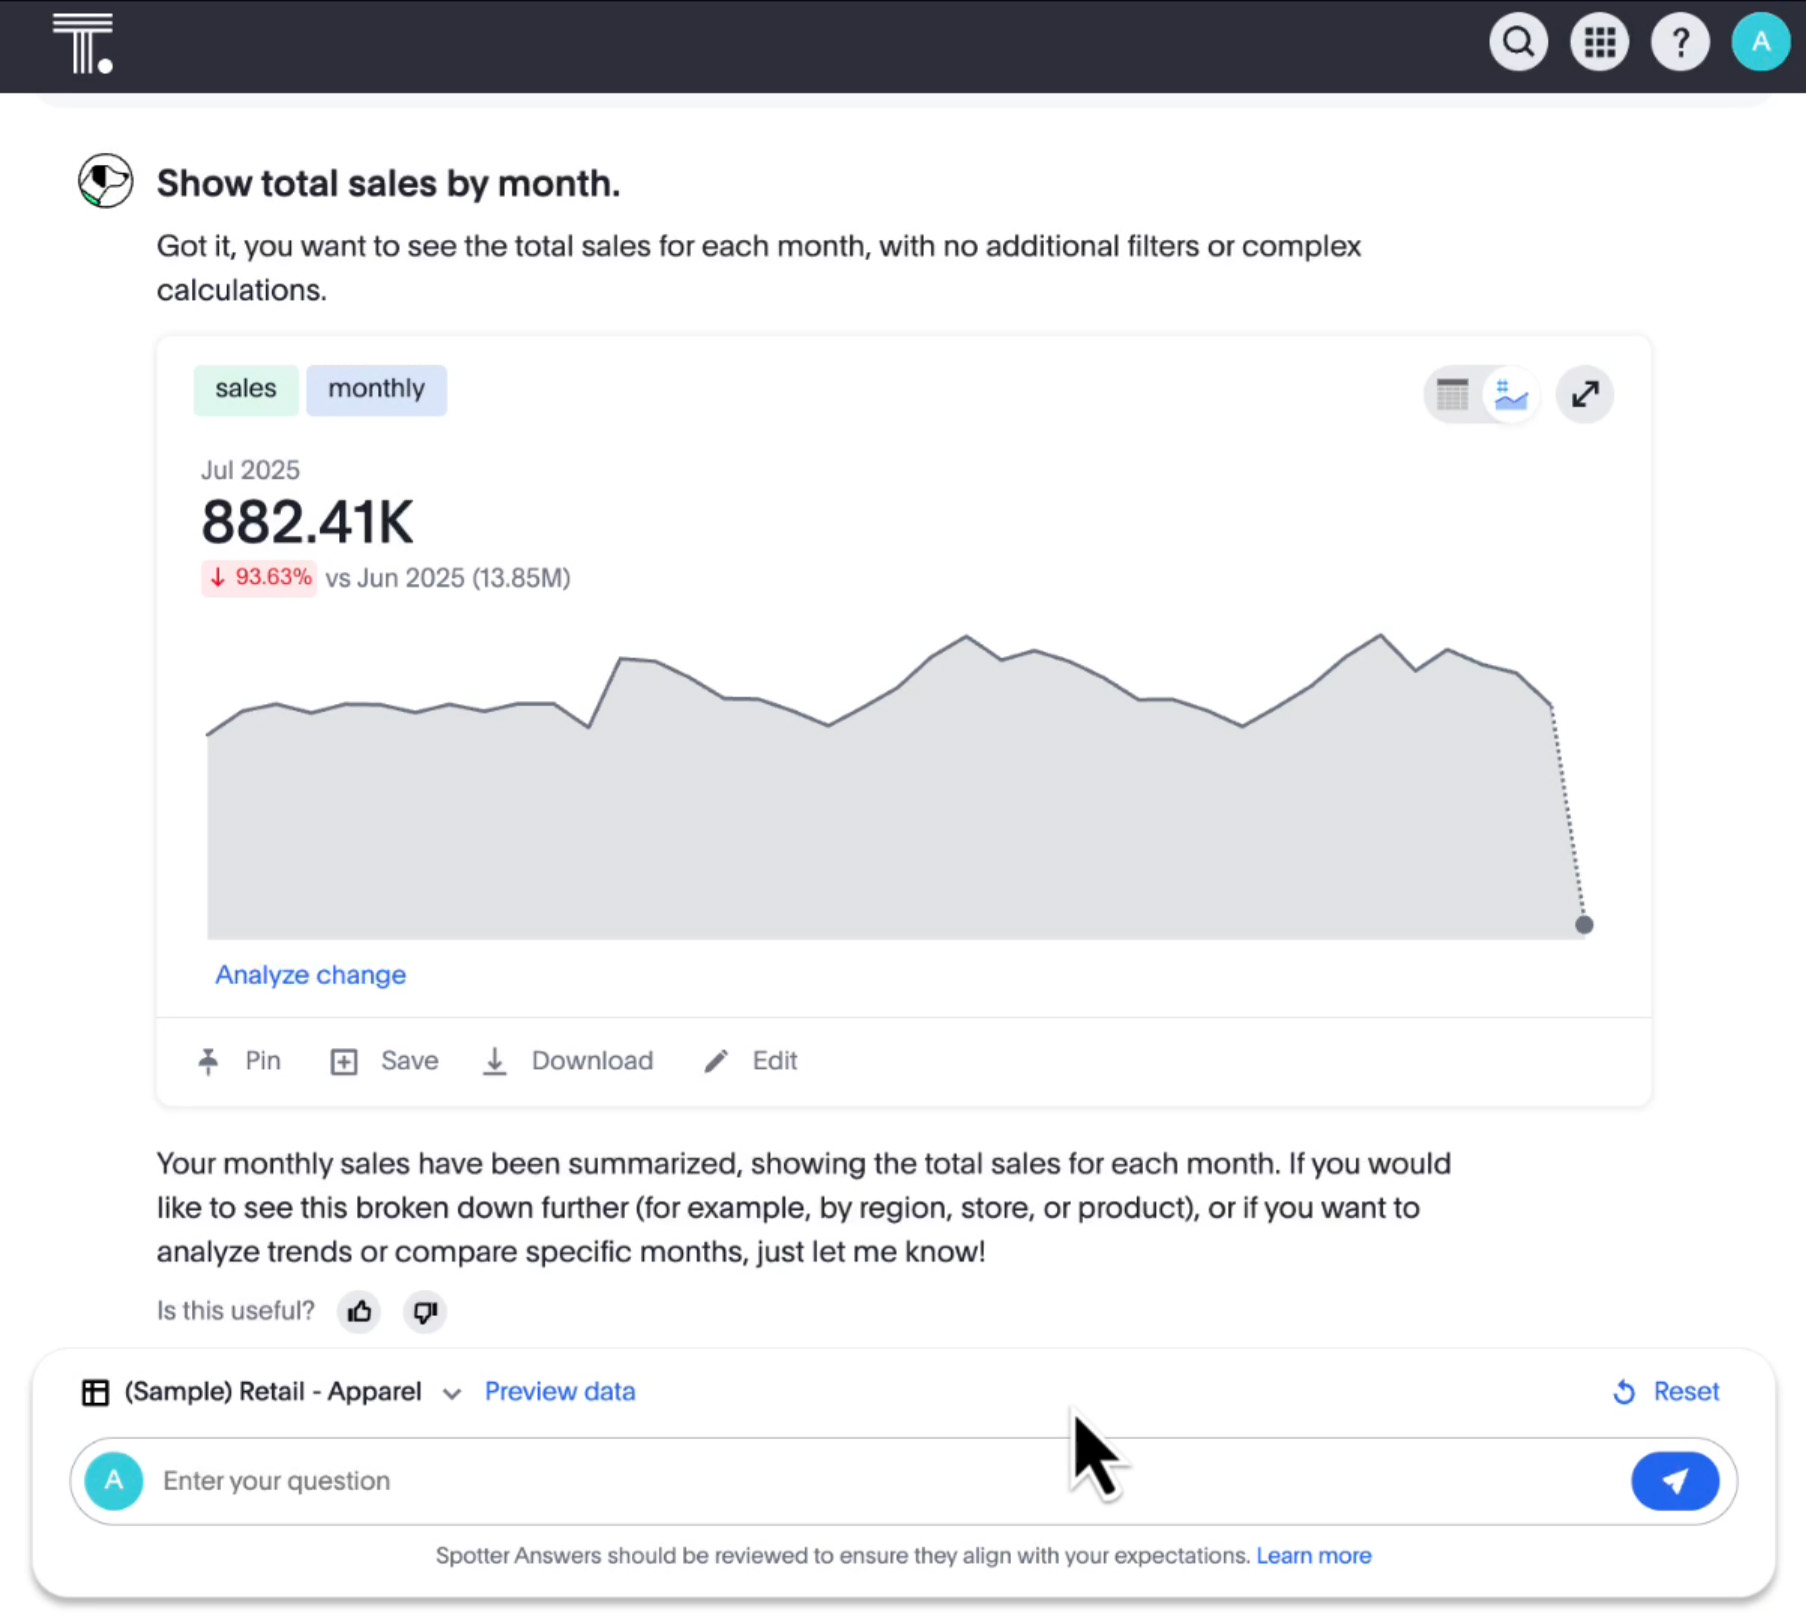 T.
?
A
Show total sales by month.
Got it, you want to see the total sales for each month, with no additional filters or complex
calculations.
sales monthly
Jul 2025
882.41K
↓ 93.63% vs Jun 2025 (13.85M)
Analyze change
Pin Save Download Edit
Your monthly sales have been summarized, showing the total sales for each month. If you would
like to see this broken down further (for example, by region, store, or product), or if you want to
analyze trends or compare specific months, just let me know!
Is this useful?
(Sample) Retail - Apparel Preview data Reset
A Enter your question
Spotter Answers should be reviewed to ensure they align with your expectations. Learn more